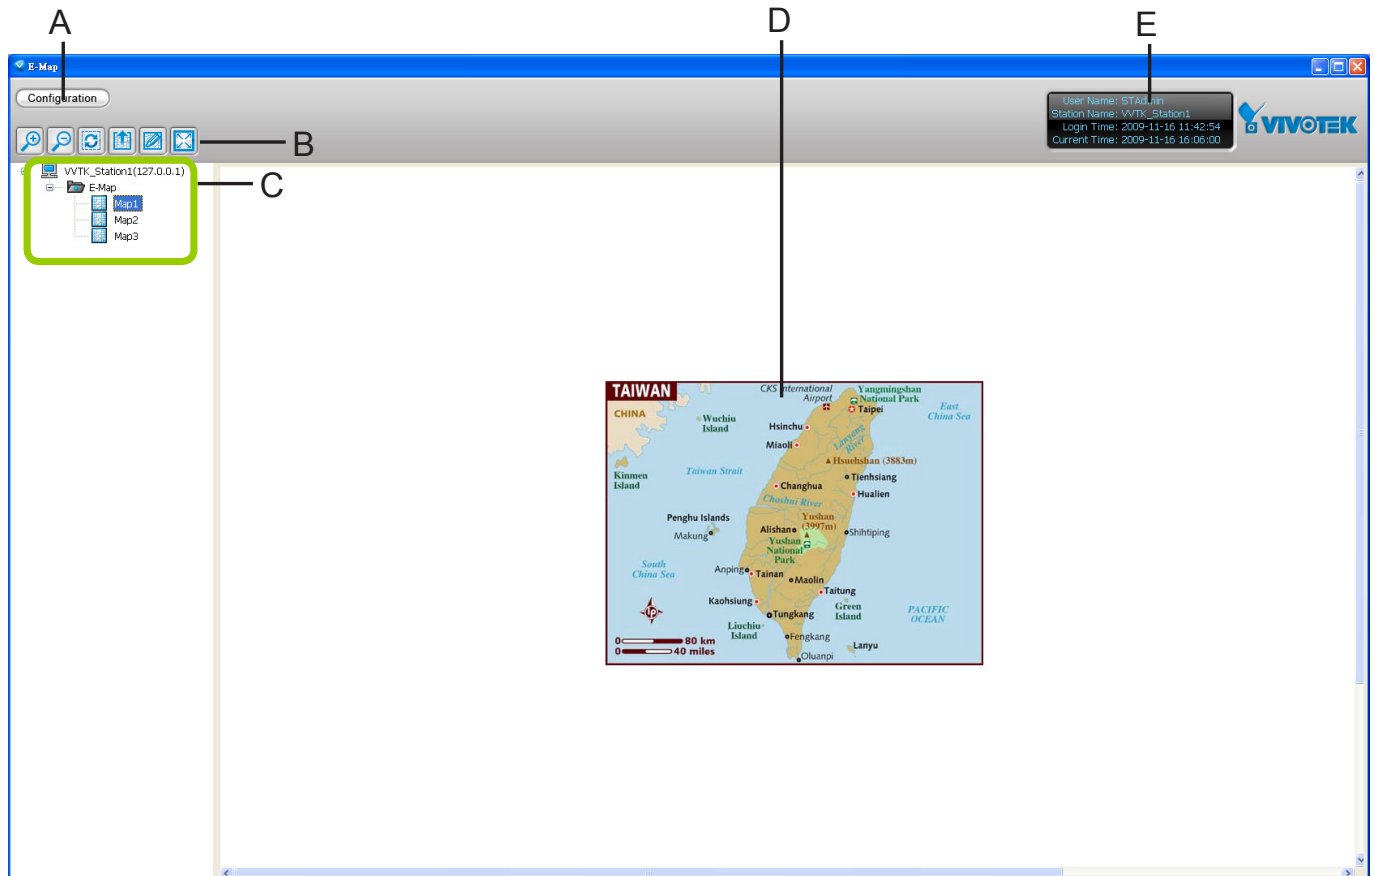 A
D
E
E-Map
Configuration
User Name: STAdmin
Station Name: VVTK_Station1
Login Time: 2009-11-16 11:42:54
Current Time: 2009-11-16 16:06:00
VIVOTEK
B
C
VVTK_Station1(127.0.0.1)
E-Map
Map1
Map2
Map3
TAIWAN
CKS International
Airport
Yangmingshan
National Park
CHINA
Taipei
East
China Sea
Wuchiu
Island
Hsinchu
Lanyang
River
Miaoli
Hsuehshan (3883m)
Taiwan Strait
Kinmen
Island
Tienhsiang
Changhua
Hualien
Choshui River
Penghu Islands
Yushan
(3997m)
Makung
Alishan
Shihtiping
Yushan
National
Park
South
China Sea
Anping
Tainan
Maolin
Taitung
Kaohsiung
Green
Island
PACIFIC
OCEAN
Tungkang
Liuchiu
Island
LP
Fengkang
0 80 km
Lanyu
0 40 miles
Oluanpi